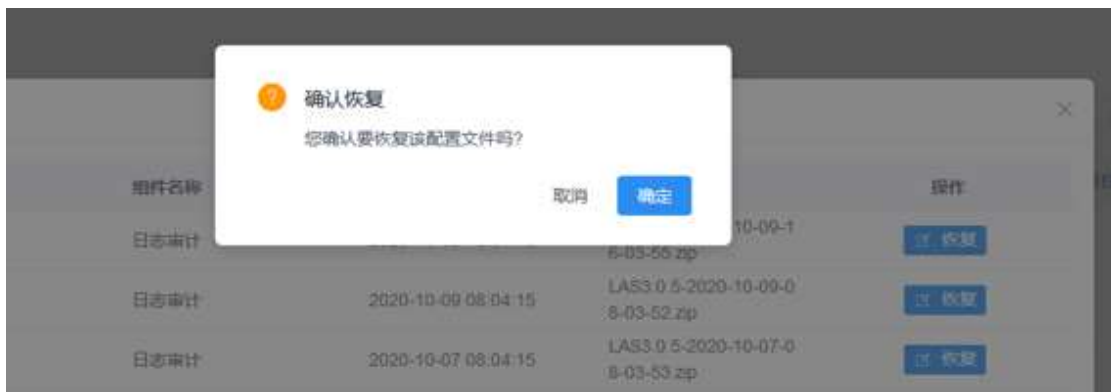 确认恢复
您确认要恢复该配置文件吗?
取消
确定
组件名称
操作
日志审计
10-09-1
6-03-55.zip
恢复
日志审计
2020-10-09 08:04:15
LAS3.0.5-2020-10-09-0
8-03-52.zip
恢复
日志审计
2020-10-07 08:04:15
LAS3.0.5-2020-10-07-0
8-03-53.zip
恢复